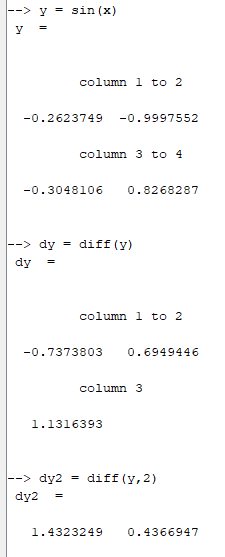 --> y = sin(x)
y =
column 1 to 2
-0.2623749 -0.9997552
column 3 to 4
-0.3048106 0.8268287
--> dy = diff(y)
dy =
column 1 to 2
-0.7373803 0.6949446
column 3
1.1316393
--> dy2 = diff(y,2)
dy2 =
1.4323249 0.4366947